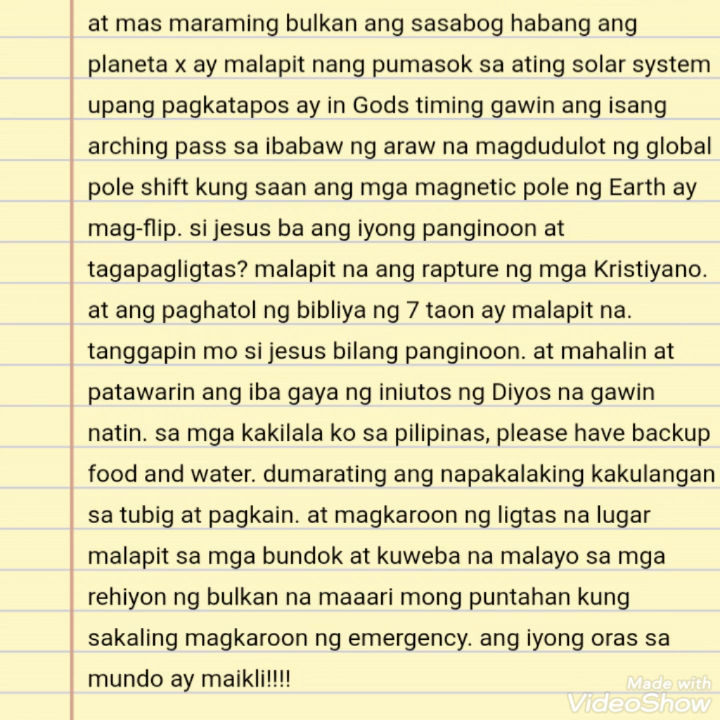 at mas maraming bulkan ang sasabog habang ang
planeta x ay malapit nang pumasok sa ating solar system
upang pagkatapos ay in Gods timing gawin ang isang
arching pass sa ibabaw ng araw na magdudulot ng global
pole shift kung saan ang mga magnetic pole ng Earth ay
mag-flip. si jesus ba ang iyong panginoon at
tagapagligtas? malapit na ang rapture ng mga Kristiyano.
at ang paghatol ng bibliya ng 7 taon ay malapit na.
tanggapin mo si jesus bilang panginoon. at mahalin at
patawarin ang iba gaya ng iniutos ng Diyos na gawin
natin. sa mga kakilala ko sa pilipinas, please have backup
food and water. dumarating ang napakalaking kakulangan
sa tubig at pagkain. at magkaroon ng ligtas na lugar
malapit sa mga bundok at kuweba na malayo sa mga
rehiyon ng bulkan na maaari mong puntahan kung
sakaling magkaroon ng emergency. ang iyong oras sa
mundo ay maikli!!!!
Made with
VideoShow